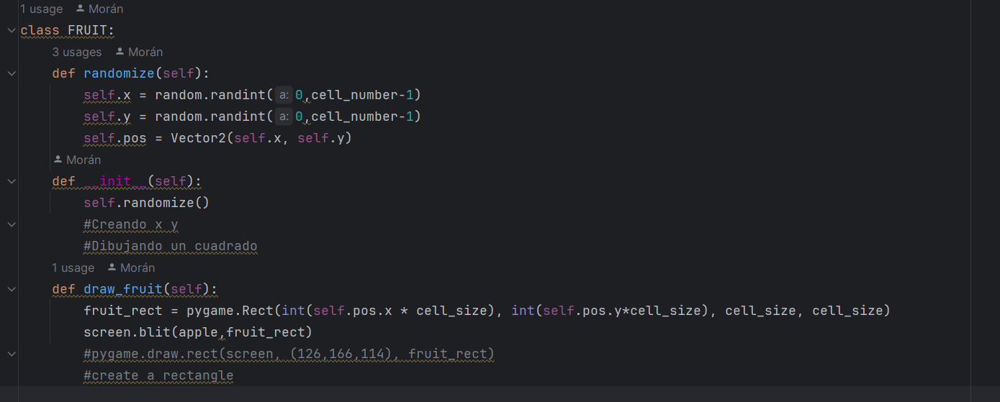 1 usage Morán
class FRUIT:
3 usages Morán
def randomize(self):
self.x = random.randint(a: 0,cell_number-1)
self.y = random.randint(a: 0,cell_number-1)
self.pos = Vector2(self.x, self.y)
Morán
def __init__(self):
self.randomize()
#Creando x y
#Dibujando un cuadrado
1 usage Morán
def draw_fruit(self):
fruit_rect = pygame.Rect(int(self.pos.x * cell_size), int(self.pos.y*cell_size), cell_size, cell_size)
screen.blit(apple,fruit_rect)
#pygame.draw.rect(screen, (126,166,114), fruit_rect)
#create a rectangle